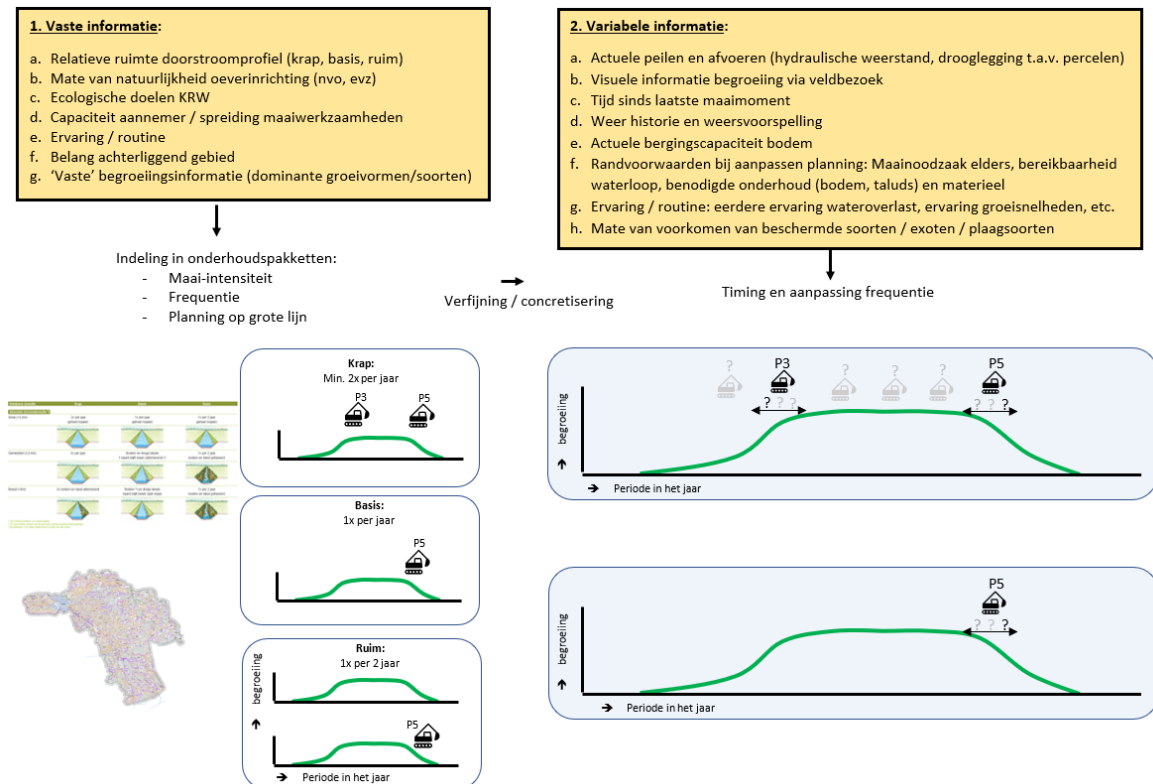 1. Vaste informatie:
a. Relatieve ruimte doorstroomprofiel (krap, basis, ruim)
b. Mate van natuurlijkheid oeverinrichting (nvo, evz)
c. Ecologische doelen KRW
d. Capaciteit aannemer / spreiding maaiwerkzaamheden
e. Ervaring / routine
f. Belang achterliggend gebied
g. ‘Vaste’ begroeiingsinformatie (dominante groeivormen/soorten)
2. Variabele informatie:
a. Actuele peilen en afvoeren (hydraulische weerstand, drooglegging t.a.v. percelen)
b. Visuele informatie begroeiing via veldbezoek
c. Tijd sinds laatste maaimoment
d. Weer historie en weersvoorspelling
e. Actuele bergingscapaciteit bodem
f. Randvoorwaarden bij aanpassen planning: Maainoodzaak elders, bereikbaarheid
waterloop, benodigde onderhoud (bodem, taluds) en materieel
g. Ervaring / routine: eerdere ervaring wateroverlast, ervaring groeisnelheden, etc.
h. Mate van voorkomen van beschermde soorten / exoten / plaagsoorten
Indeling in onderhoudspakketten:
- Maai-intensiteit
- Frequentie
- Planning op grote lijn
Verfijning / concretisering
Timing en aanpassing frequentie
Krap:
Min. 2x per jaar
P3 P5
Basis:
1x per jaar
P5
Ruim:
1x per 2 jaar
begroeiing
P5
Periode in het jaar
? P3 ? ? ? P5
? ? ? ? ? ?
begroeiing
Periode in het jaar
P5
? ? ?
begroeiing
Periode in het jaar